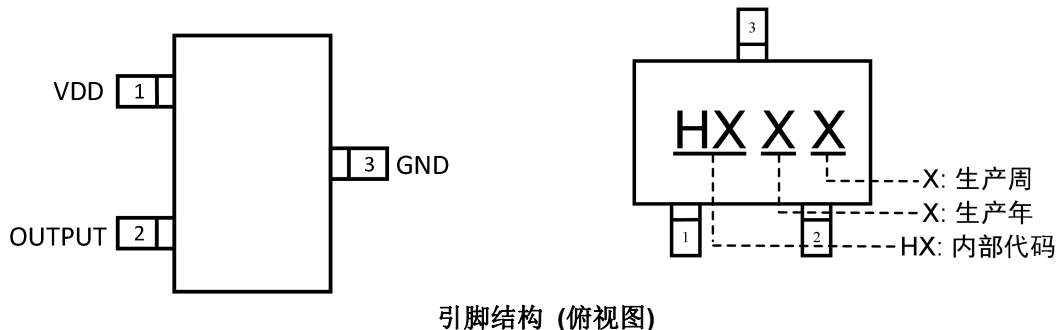 VDD
1
3
GND
OUTPUT
2
3
HX X X
X: 生产周
X: 生产年
1
2
HX: 内部代码
引脚结构 (俯视图)